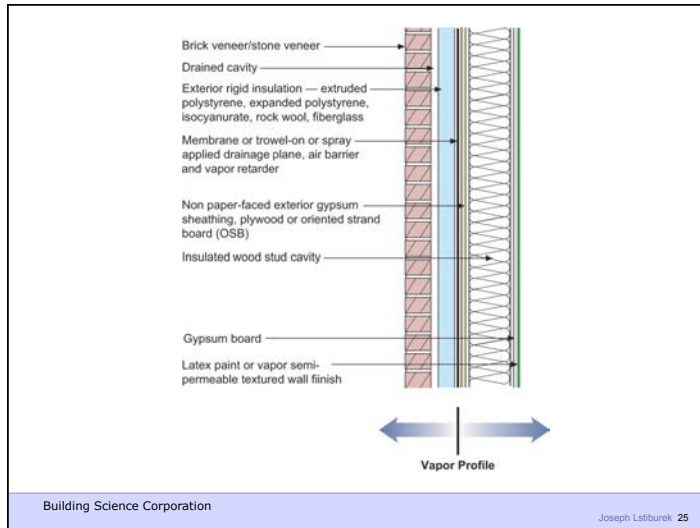 Brick veneer/stone veneer
Drained cavity
Exterior rigid insulation — extruded
polystyrene, expanded polystyrene,
isocyanurate, rock wool, fiberglass
Membrane or trowel-on or spray
applied drainage plane, air barrier
and vapor retarder
Non paper-faced exterior gypsum
sheathing, plywood or oriented strand
board (OSB)
Insulated wood stud cavity
Gypsum board
Latex paint or vapor semi-
permeable textured wall fiinish
Vapor Profile
Building Science Corporation
Joseph Lstiburek 25